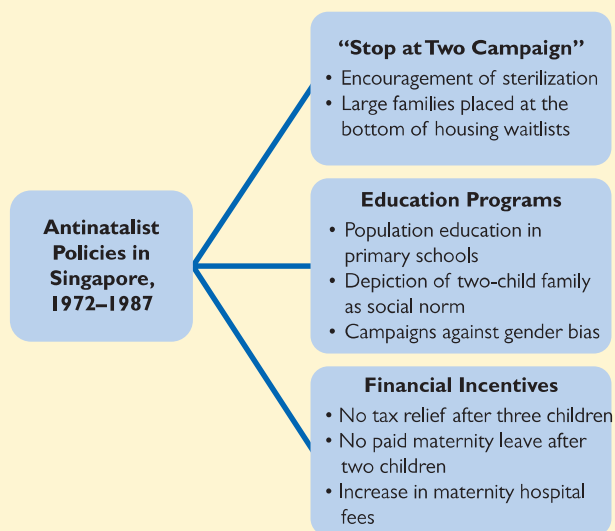 Antinatalist
Policies in
Singapore,
1972–1987
“Stop at Two Campaign”
• Encouragement of sterilization
• Large families placed at the
bottom of housing waitlists
Education Programs
• Population education in
primary schools
• Depiction of two-child family
as social norm
• Campaigns against gender bias
Financial Incentives
• No tax relief after three children
• No paid maternity leave after
two children
• Increase in maternity hospital
fees